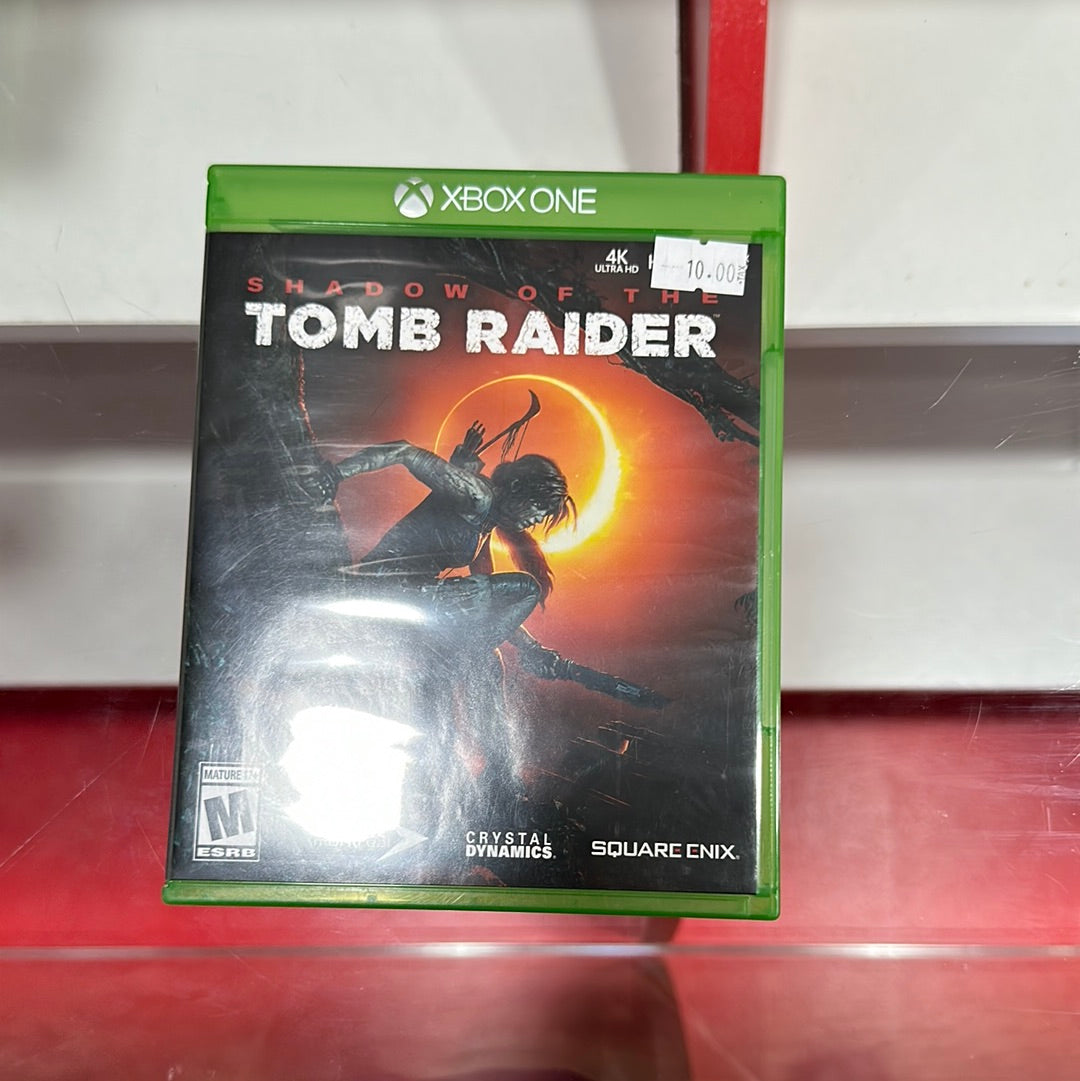 XBOX ONE
4K
ULTRA HD
10.00
SHADOW OF THE
TOMB RAIDER
MATURE 17+
M
ESRB
CRYSTAL
DYNAMICS
SQUARE ENIX